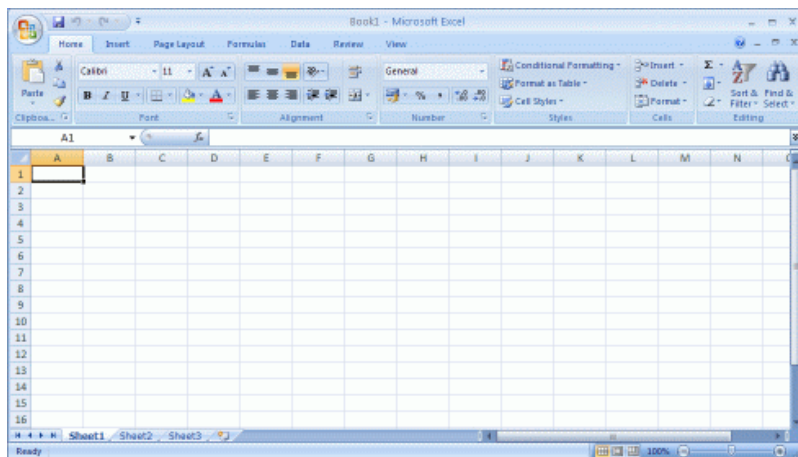 Book1 - Microsoft Excel
Home Insert Page Layout Formulas Data Review View
Calibri 11 General Conditional Formatting Insert Σ
Paste B I U % , Format as Table Delete Sort & Filter Find & Select
Cell Styles Format
Clipboa... Font Alignment Number Styles Cells Editing
A1 fx
A B C D E F G H I J K L M N
1
2
3
4
5
6
7
8
9
10
11
12
13
14
15
16
Sheet1 Sheet2 Sheet3
Ready 100%